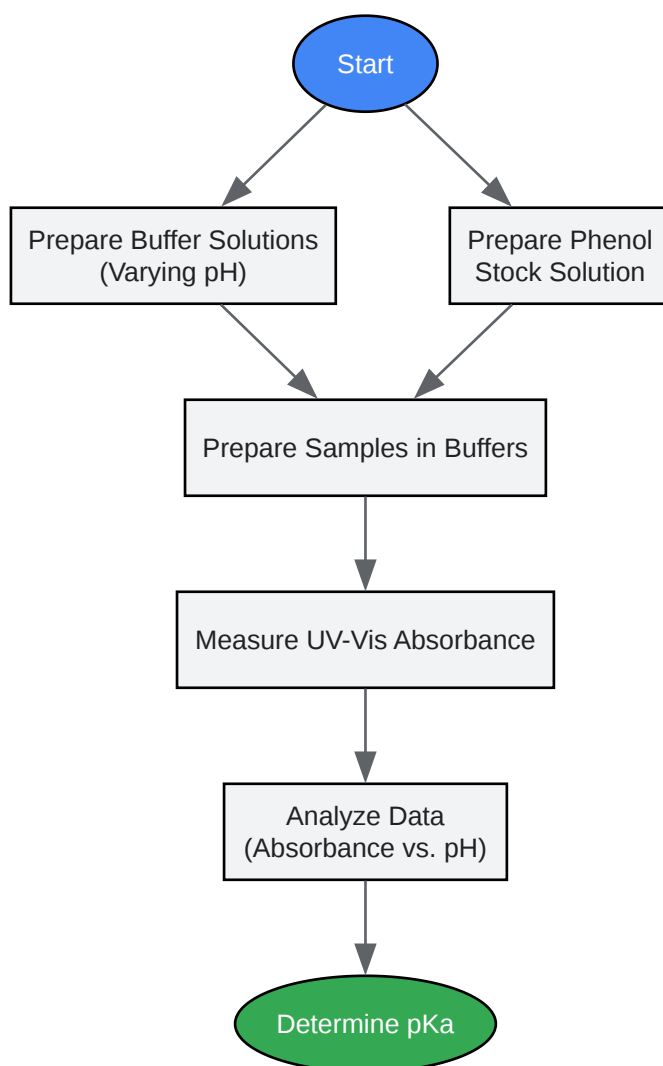 Start
Prepare Buffer Solutions
(Varying pH)
Prepare Phenol
Stock Solution
Prepare Samples in Buffers
Measure UV-Vis Absorbance
Analyze Data
(Absorbance vs. pH)
Determine pKa